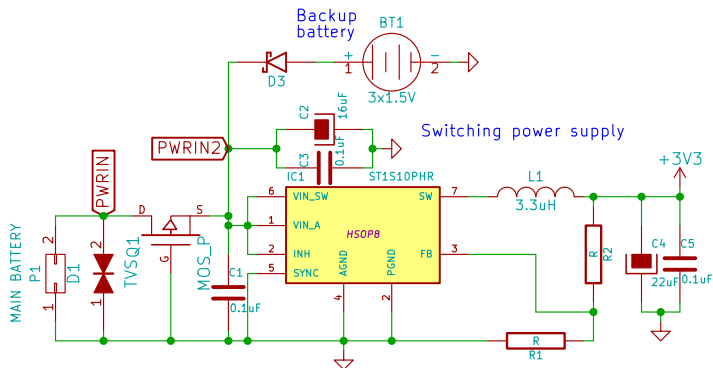 Backup
battery
BT1
+
1
-
2
3x1.5V
D3
C2
16uF
C3
0.1uF
Switching power supply
PWRIN2
PWRIN
IC1
ST1S10PHR
6
VIN_SW
1
VIN_A
2
INH
5
SYNC
HSOP8
AGND
4
PGND
2
SW
7
FB
3
L1
3.3uH
+3V3
R
R2
C4
22uF
C5
0.1uF
R
R1
MAIN BATTERY
P1
2
1
D1
2
1
TVSQ1
D
S
G
MOS_P
C1
0.1uF